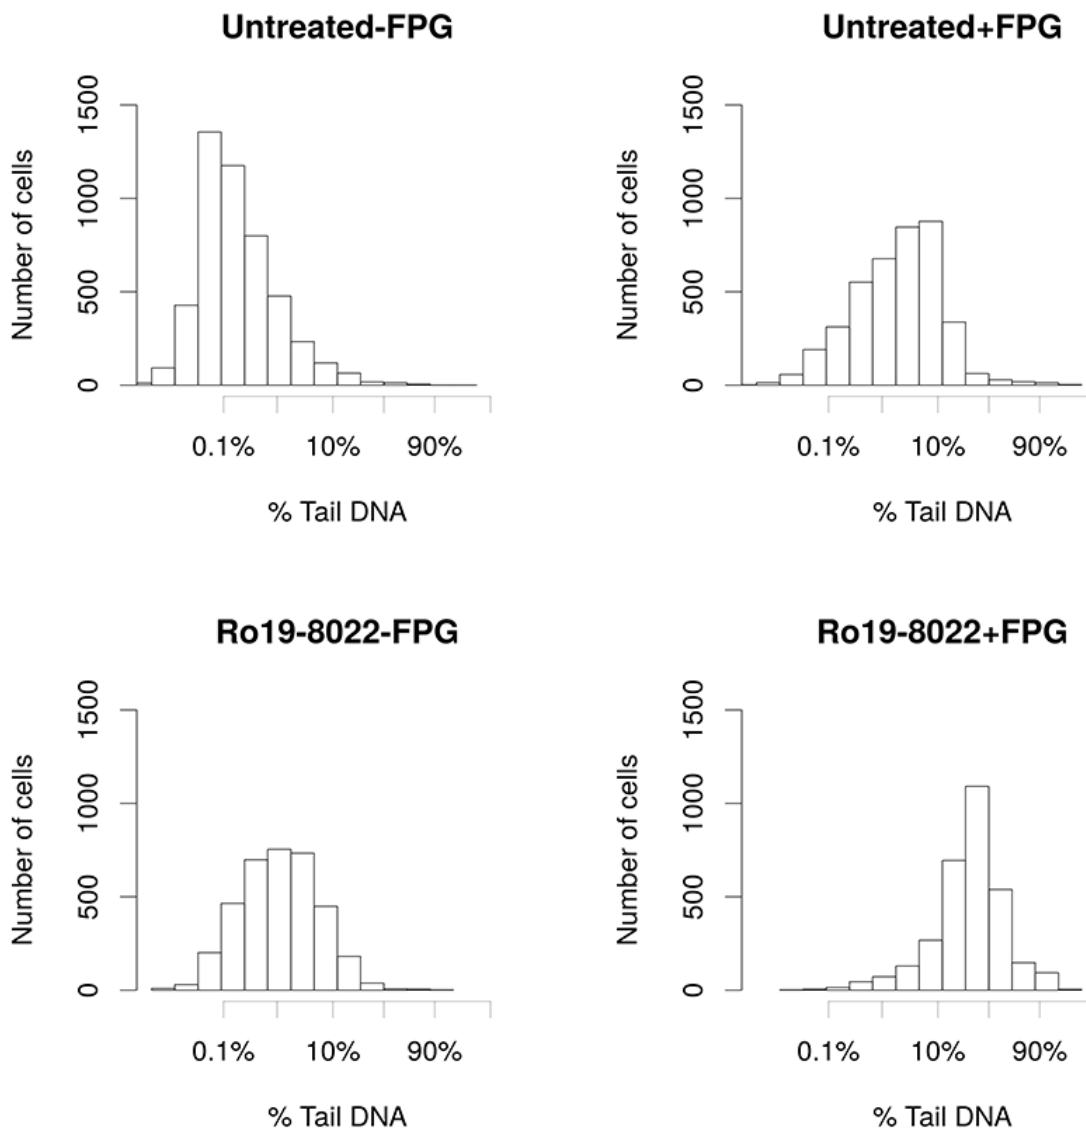 Untreated-FPG
Number of cells
0 500 1000 1500
0.1% 10% 90%
% Tail DNA
Untreated+FPG
Number of cells
0 500 1000 1500
0.1% 10% 90%
% Tail DNA
Ro19-8022-FPG
Number of cells
0 500 1000 1500
0.1% 10% 90%
% Tail DNA
Ro19-8022+FPG
Number of cells
0 500 1000 1500
0.1% 10% 90%
% Tail DNA